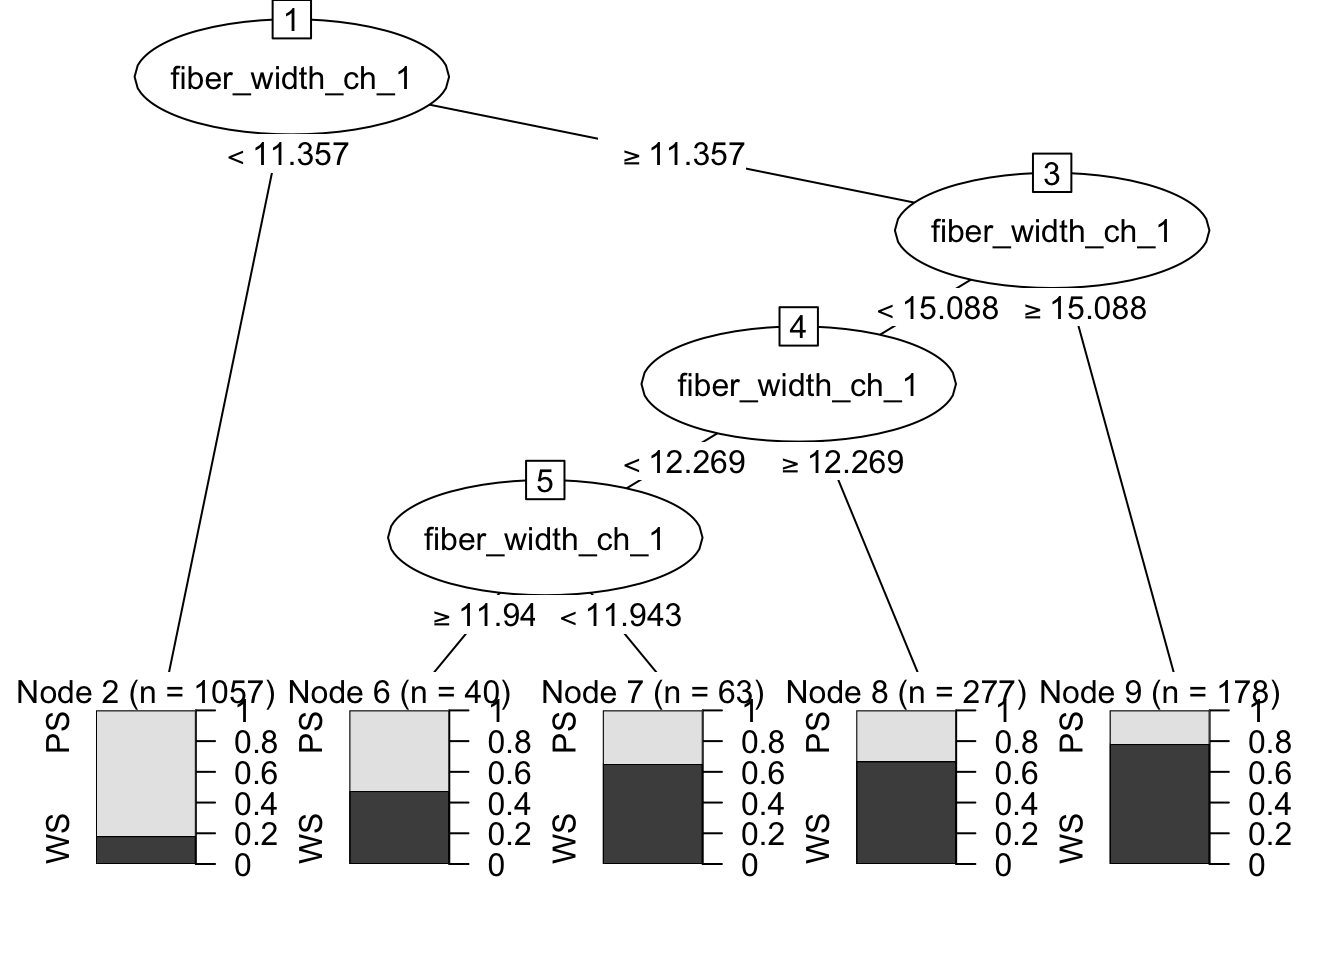 1
fiber_width_ch_1
< 11.357
≥ 11.357
3
fiber_width_ch_1
< 15.088
≥ 15.088
4
fiber_width_ch_1
< 12.269
≥ 12.269
5
fiber_width_ch_1
≥ 11.94
< 11.943
Node 2 (n = 1057)
PS
WS
1
0.8
0.6
0.4
0.2
0
Node 6 (n = 40)
PS
WS
1
0.8
0.6
0.4
0.2
0
Node 7 (n = 63)
PS
WS
1
0.8
0.6
0.4
0.2
0
Node 8 (n = 277)
PS
WS
1
0.8
0.6
0.4
0.2
0
Node 9 (n = 178)
PS
WS
1
0.8
0.6
0.4
0.2
0